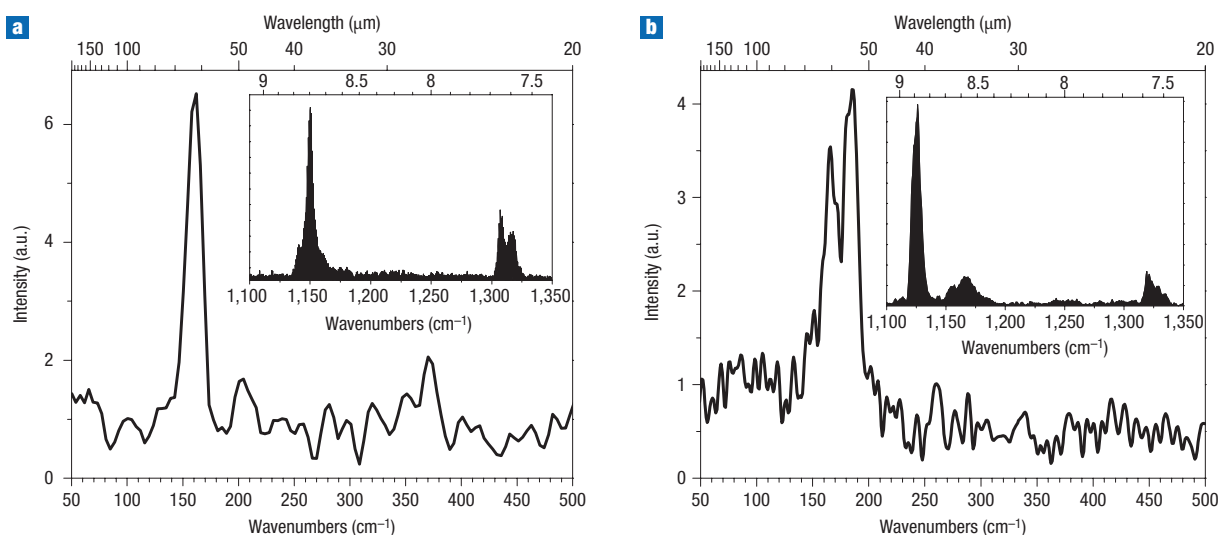 a
Wavelength (μm)
150 100 50 40 30 20
9 8.5 8 7.5
6
4
2
0
Intensity (a.u.)
1,100 1,150 1,200 1,250 1,300 1,350
Wavenumbers (cm⁻¹)
50 100 150 200 250 300 350 400 450 500
Wavenumbers (cm⁻¹)
b
Wavelength (μm)
150 100 50 40 30 20
9 8.5 8 7.5
4
3
2
1
0
Intensity (a.u.)
1,100 1,150 1,200 1,250 1,300 1,350
Wavenumbers (cm⁻¹)
50 100 150 200 250 300 350 400 450 500
Wavenumbers (cm⁻¹)